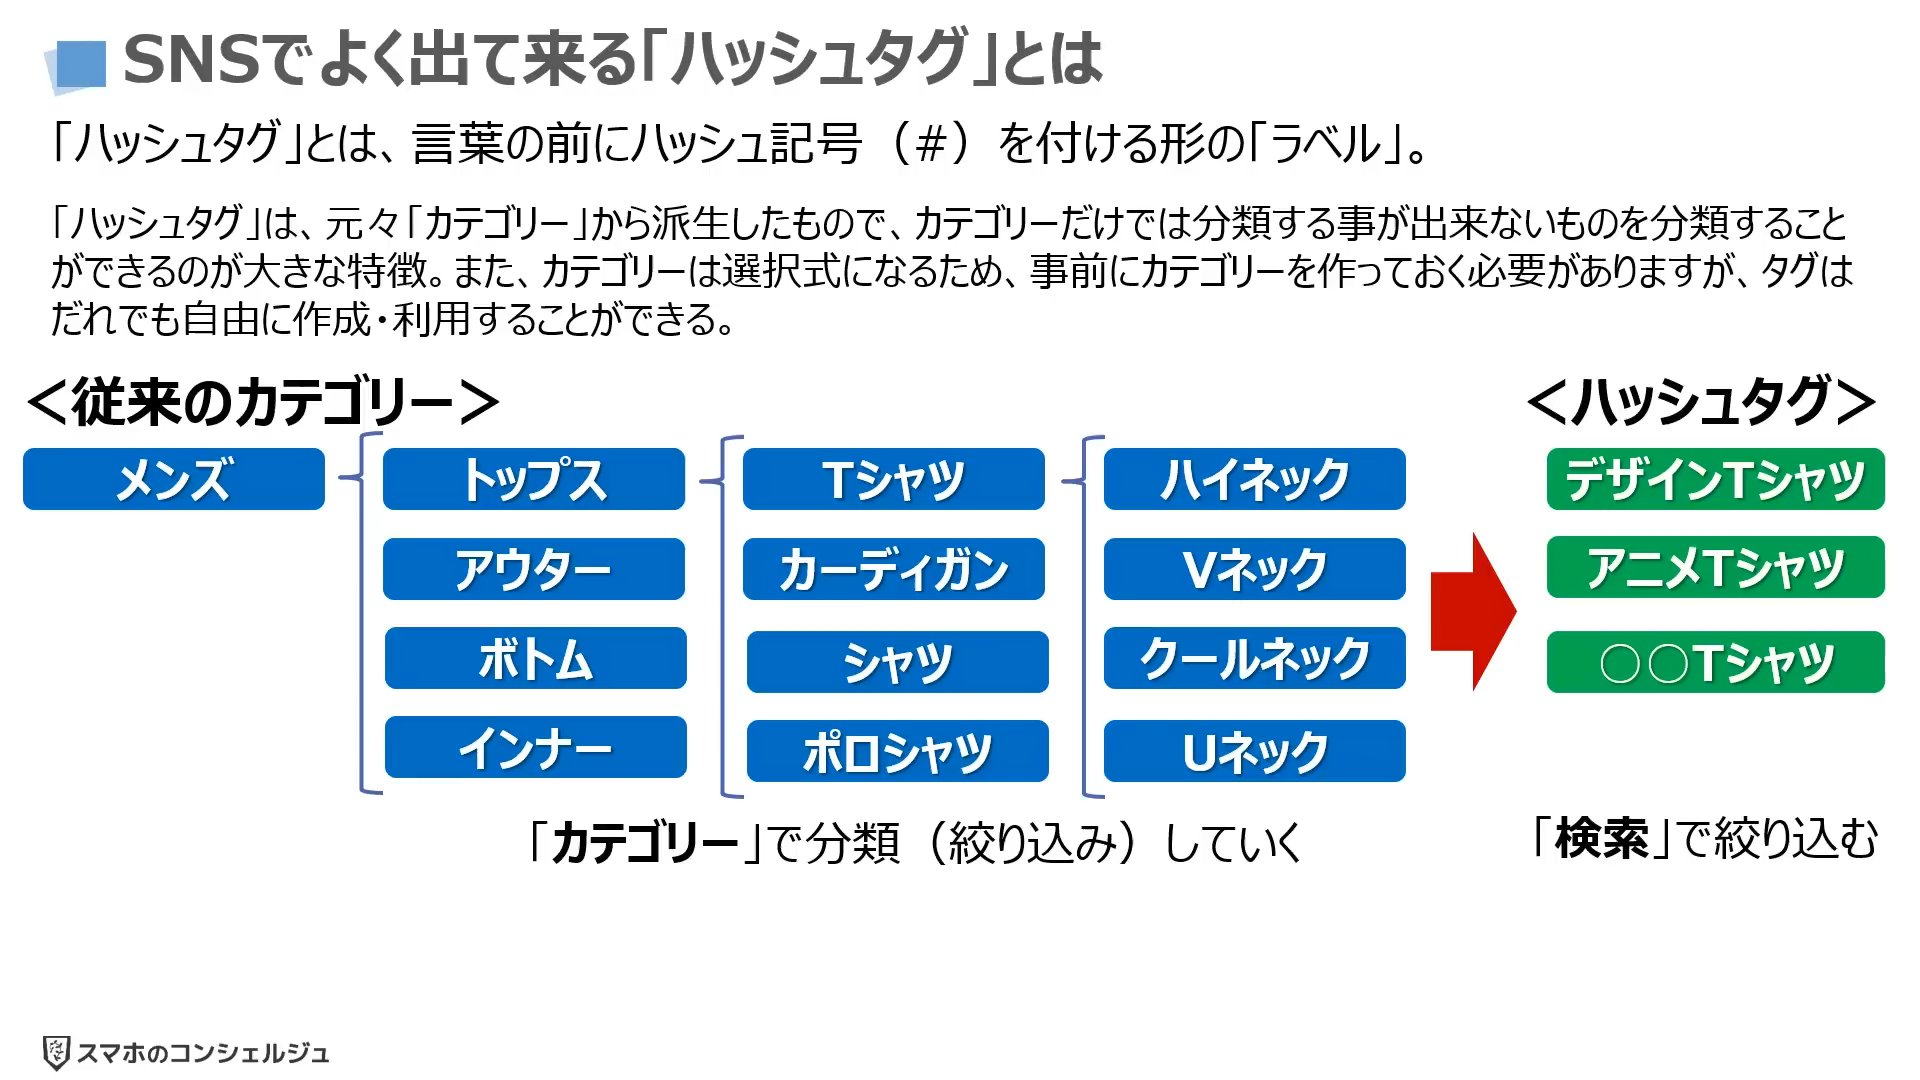 SNSでよく出て来る「ハッシュタグ」とは
「ハッシュタグ」とは、言葉の前にハッシュ記号（#）を付ける形の「ラベル」。
「ハッシュタグ」は、元々「カテゴリー」から派生したもので、カテゴリーだけでは分類する事が出来ないものを分類すること
ができるのが大きな特徴。また、カテゴリーは選択式になるため、事前にカテゴリーを作っておく必要がありますが、タグは
だれでも自由に作成・利用することができる。
＜従来のカテゴリー＞
メンズ
トップス
アウター
ボトム
インナー
Tシャツ
カーディガン
シャツ
ポロシャツ
ハイネック
Vネック
クールネック
Uネック
「カテゴリー」で分類（絞り込み）していく
＜ハッシュタグ＞
デザインTシャツ
アニメTシャツ
○○Tシャツ
「検索」で絞り込む
スマホのコンシェルジュ